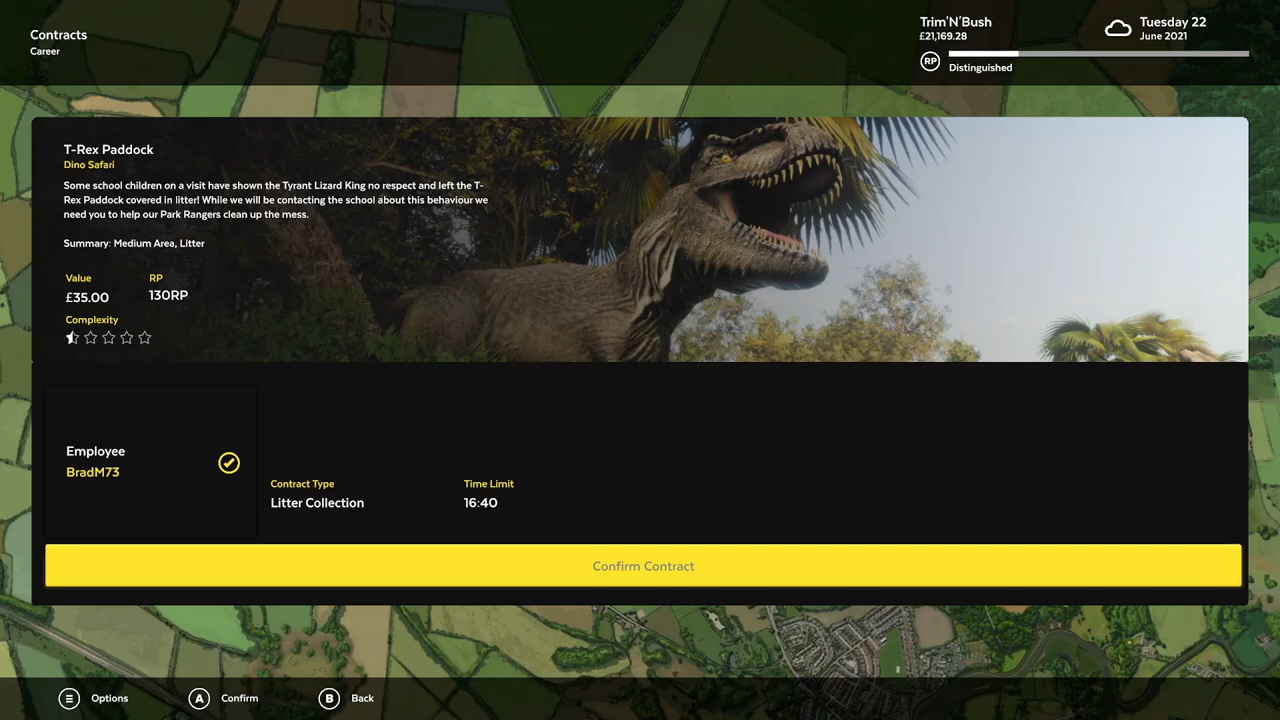 Contracts
Career
Trim'N'Bush
£21,169.28
Tuesday 22
June 2021
RP
Distinguished
T-Rex Paddock
Dino Safari
Some school children on a visit have shown the Tyrant Lizard King no respect and left the T-
Rex Paddock covered in litter! While we will be contacting the school about this behaviour we
need you to help our Park Rangers clean up the mess.
Summary: Medium Area, Litter
Value
RP
£35.00
130RP
Complexity
Employee
BradM73
Contract Type
Time Limit
Litter Collection
16:40
Confirm Contract
Options
A
Confirm
B
Back